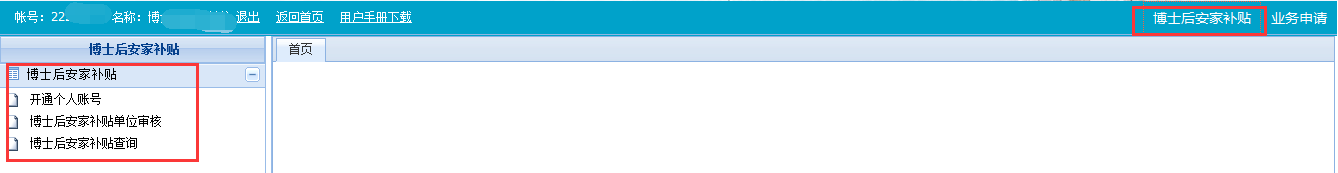 帐号：22 名称：博 退出 返回首页 用户手册下载 博士后安家补贴 业务申请
博士后安家补贴
首页
博士后安家补贴
开通个人账号
博士后安家补贴单位审核
博士后安家补贴查询